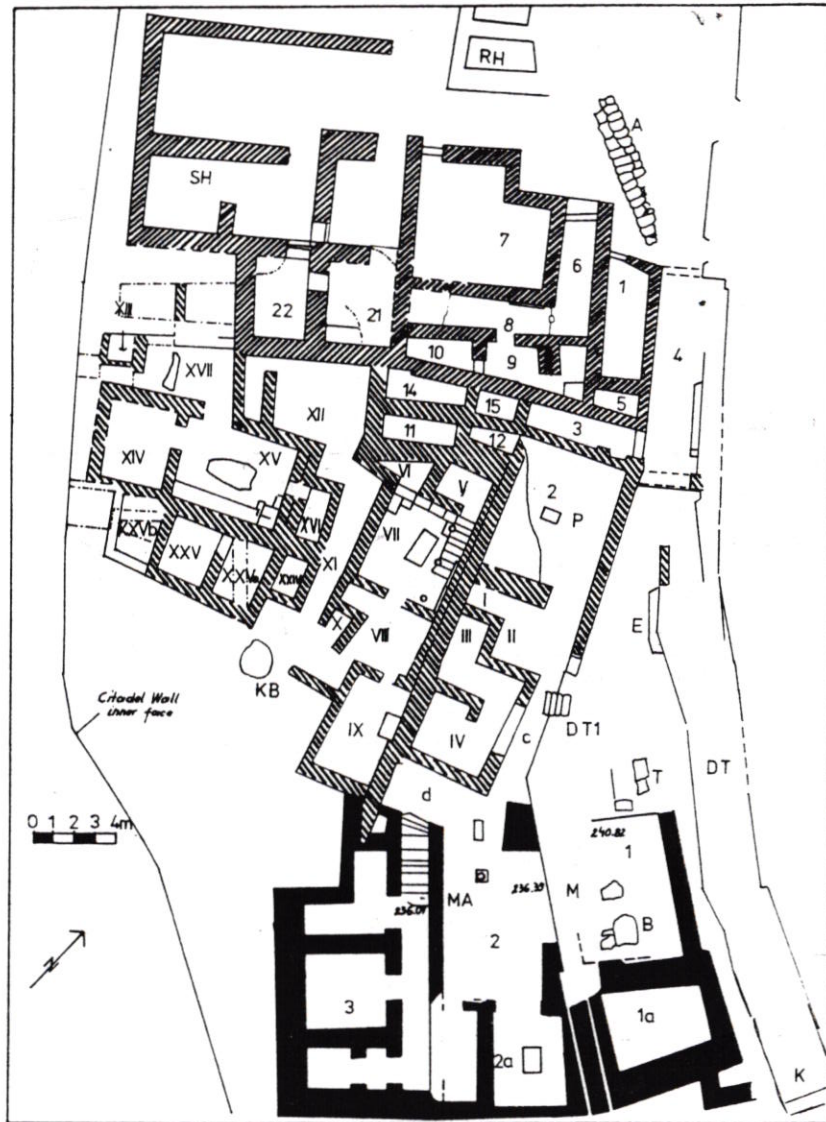 RH
A
SH
7
6
1
22
21
8
4
10
9
XIII
XVII
14
15
5
XII
11
12
3
XIV
XV
VI
V
2
P
XVI
VII
XXVb
XXV
XXVa
XXIV
XI
I
E
X
VIII
III
II
KB
Citadel Wall
inner face
IX
IV
C
DT1
d
T
DT
0 1 2 3 4m
240.82
1
MA
236.39
M
236.01
B
2
N
3
1a
2a
K